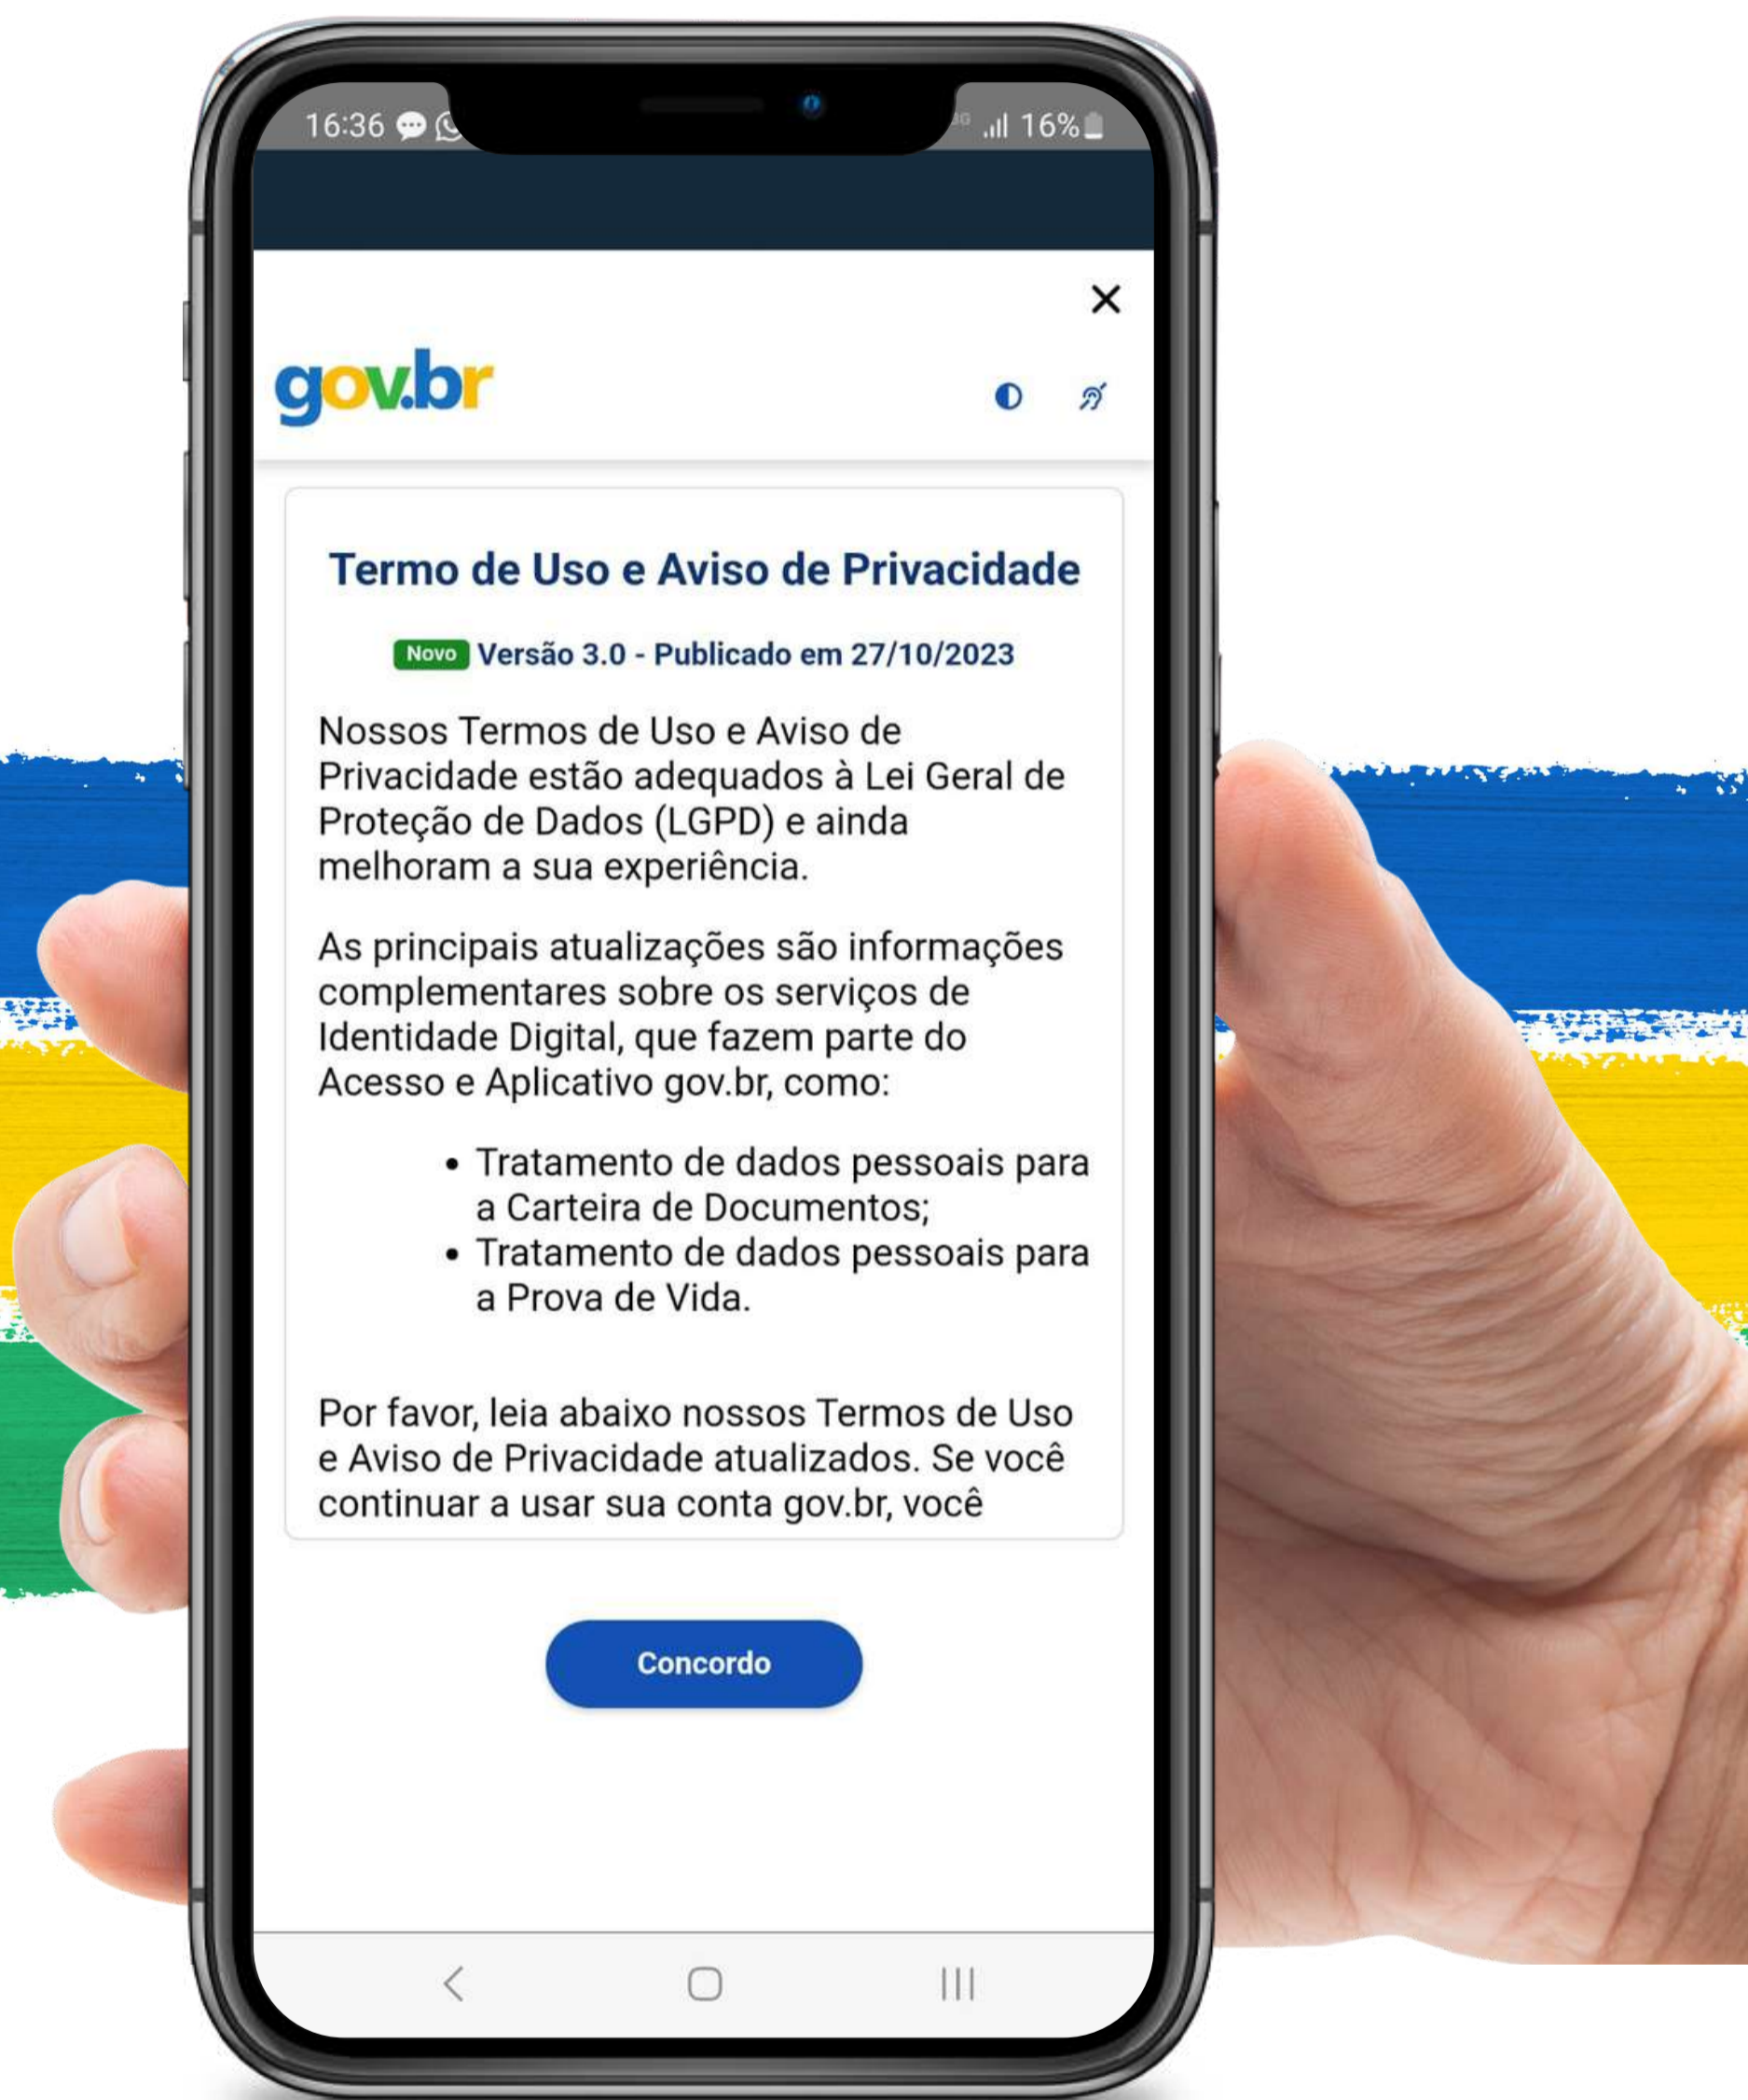 16:36
16%
gov.br
Termo de Uso e Aviso de Privacidade
Novo Versão 3.0 - Publicado em 27/10/2023
Nossos Termos de Uso e Aviso de
Privacidade estão adequados à Lei Geral de
Proteção de Dados (LGPD) e ainda
melhoram a sua experiência.
As principais atualizações são informações
complementares sobre os serviços de
Identidade Digital, que fazem parte do
Acesso e Aplicativo gov.br, como:
• Tratamento de dados pessoais para
a Carteira de Documentos;
• Tratamento de dados pessoais para
a Prova de Vida.
Por favor, leia abaixo nossos Termos de Uso
e Aviso de Privacidade atualizados. Se você
continuar a usar sua conta gov.br, você
Concordo